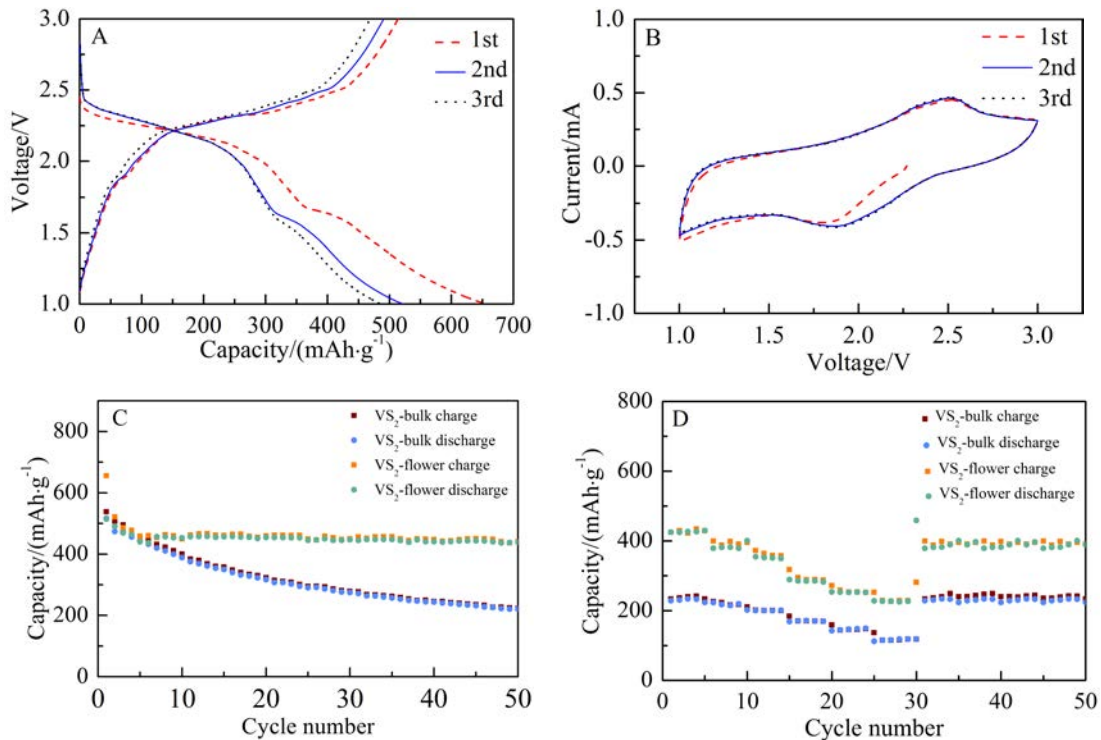 A
1st
2nd
3rd
3.0
2.5
2.0
1.5
1.0
Voltage/V
0 100 200 300 400 500 600 700
Capacity/(mAh·g⁻¹)
B
1st
2nd
3rd
1.0
0.5
0.0
-0.5
-1.0
Current/mA
1.0 1.5 2.0 2.5 3.0
Voltage/V
C
VS₂-bulk charge
VS₂-bulk discharge
VS₂-flower charge
VS₂-flower discharge
800
600
400
200
0
Capacity/(mAh·g⁻¹)
0 10 20 30 40 50
Cycle number
D
VS₂-bulk charge
VS₂-bulk discharge
VS₂-flower charge
VS₂-flower discharge
800
600
400
200
0
Capacity/(mAh·g⁻¹)
0 10 20 30 40 50
Cycle number